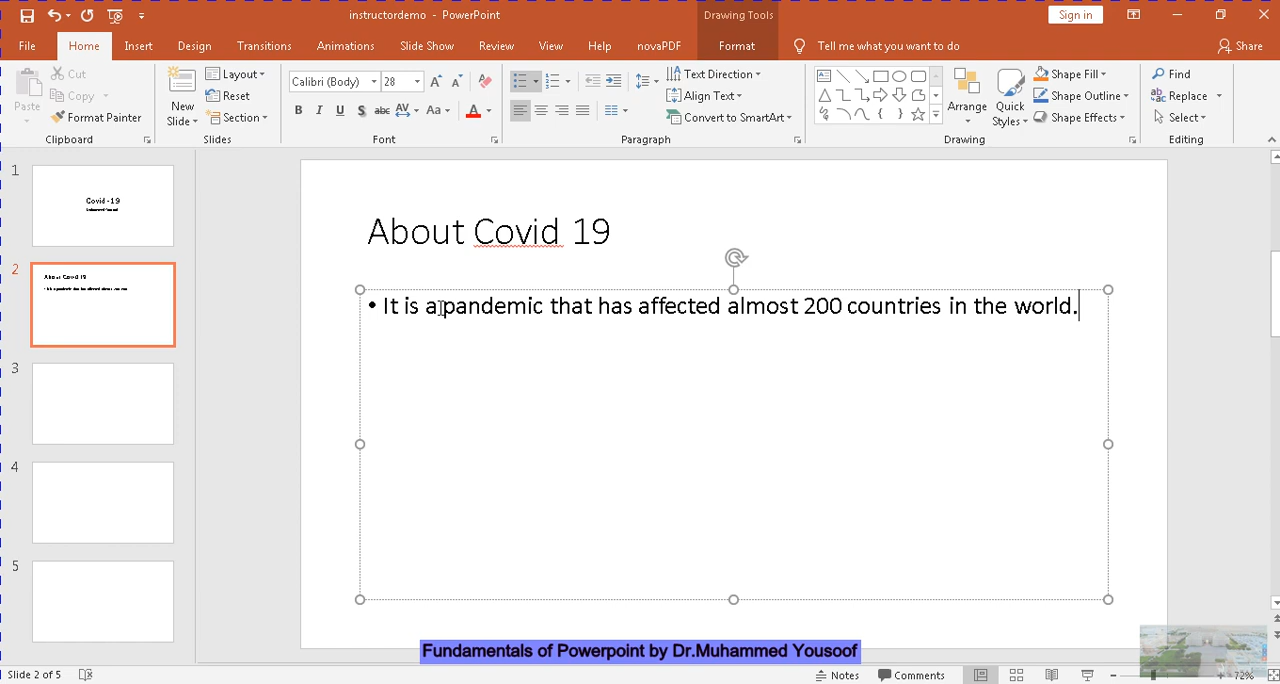 instructordemo - PowerPoint
Drawing Tools
Sign in
File
Home
Insert
Design
Transitions
Animations
Slide Show
Review
View
Help
novaPDF
Format
Tell me what you want to do
Share
Paste
Cut
Copy
Format Painter
Clipboard
New Slide
Layout
Reset
Section
Slides
Calibri (Body)
28
Font
Text Direction
Align Text
Convert to SmartArt
Paragraph
Arrange
Quick Styles
Shape Fill
Shape Outline
Shape Effects
Drawing
Find
Replace
Select
Editing
1
Covid -19
2
About Covid 19
3
4
5
About Covid 19
• It is a pandemic that has affected almost 200 countries in the world.
Fundamentals of Powerpoint by Dr.Muhammed Yousoof
Slide 2 of 5
Notes
Comments
72%